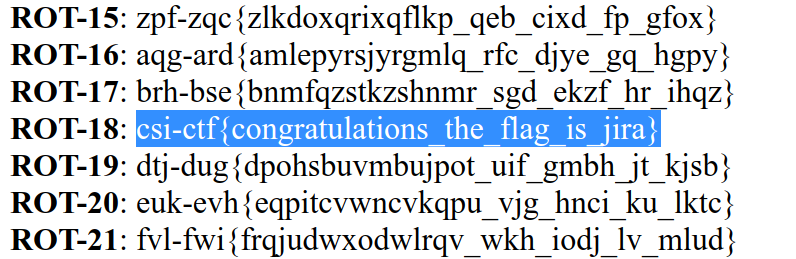 ROT-15: zpf-zqc{zlkdoxqrixqflkp_qeb_cixd_fp_gfox}
ROT-16: aqg-ard{amlepyrsjyrgmlq_rfc_djye_gq_hgpy}
ROT-17: brh-bse{bnmfqzstkzshnmr_sgd_ekzf_hr_ihqz}
ROT-18: csi-ctf{congratulations_the_flag_is_jira}
ROT-19: dtj-dug{dpohsbuvmbujpot_uif_gmbh_jt_kjsb}
ROT-20: euk-evh{eqpitcvwncvkqpu_vjg_hnci_ku_lktc}
ROT-21: fvl-fwi{frqjudwxodwlrqv_wkh_iodj_lv_mlud}